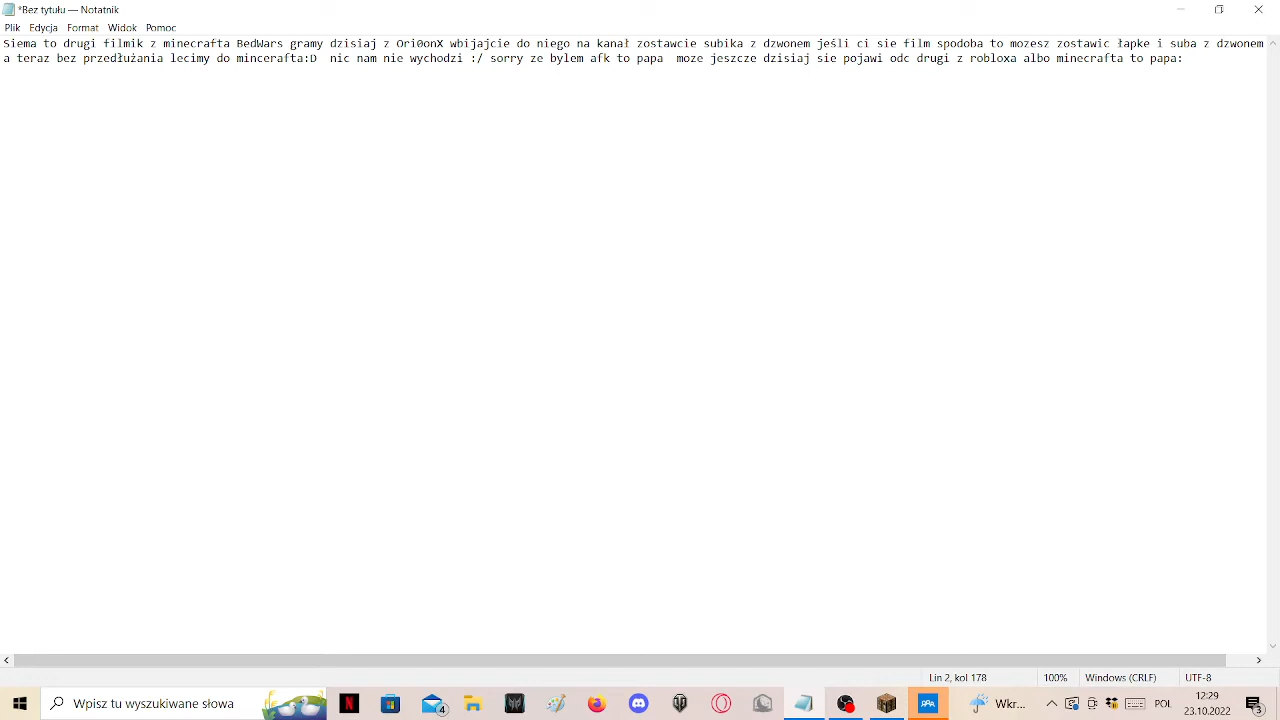 *Bez tytułu — Notatnik
Plik Edycja Format Widok Pomoc
Siema to drugi filmik z minecrafta BedWars gramy dzisiaj z Ori0onX wbijajcie do niego na kanał zostawcie subika z dzwonem jeśli ci sie film spodoba to mozesz zostawic łapke i suba z dzwonem
a teraz bez przedłużania lecimy do mincerafta:D  nic nam nie wychodzi :/ sorry ze bylem afk to papa  moze jeszcze dzisiaj sie pojawi odc drugi z robloxa albo minecrafta to papa:
Lin 2, kol 178 100% Windows (CRLF) UTF-8
Wpisz tu wyszukiwane słowa
N
4
Wkr...
POL
12:29
23.10.2022
3